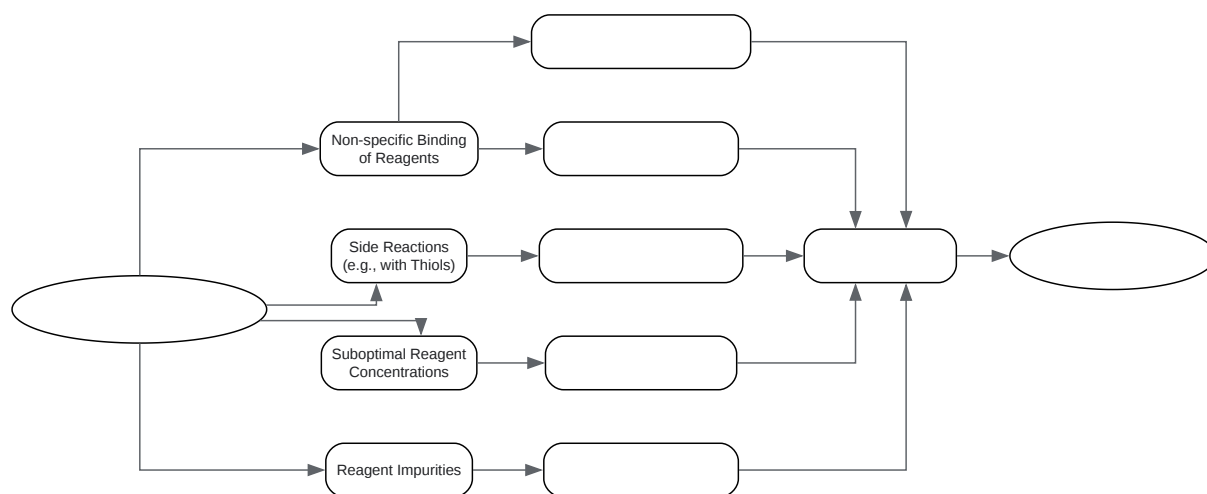 Non-specific Binding
of Reagents
Side Reactions
(e.g., with Thiols)
Suboptimal Reagent
Concentrations
Reagent Impurities